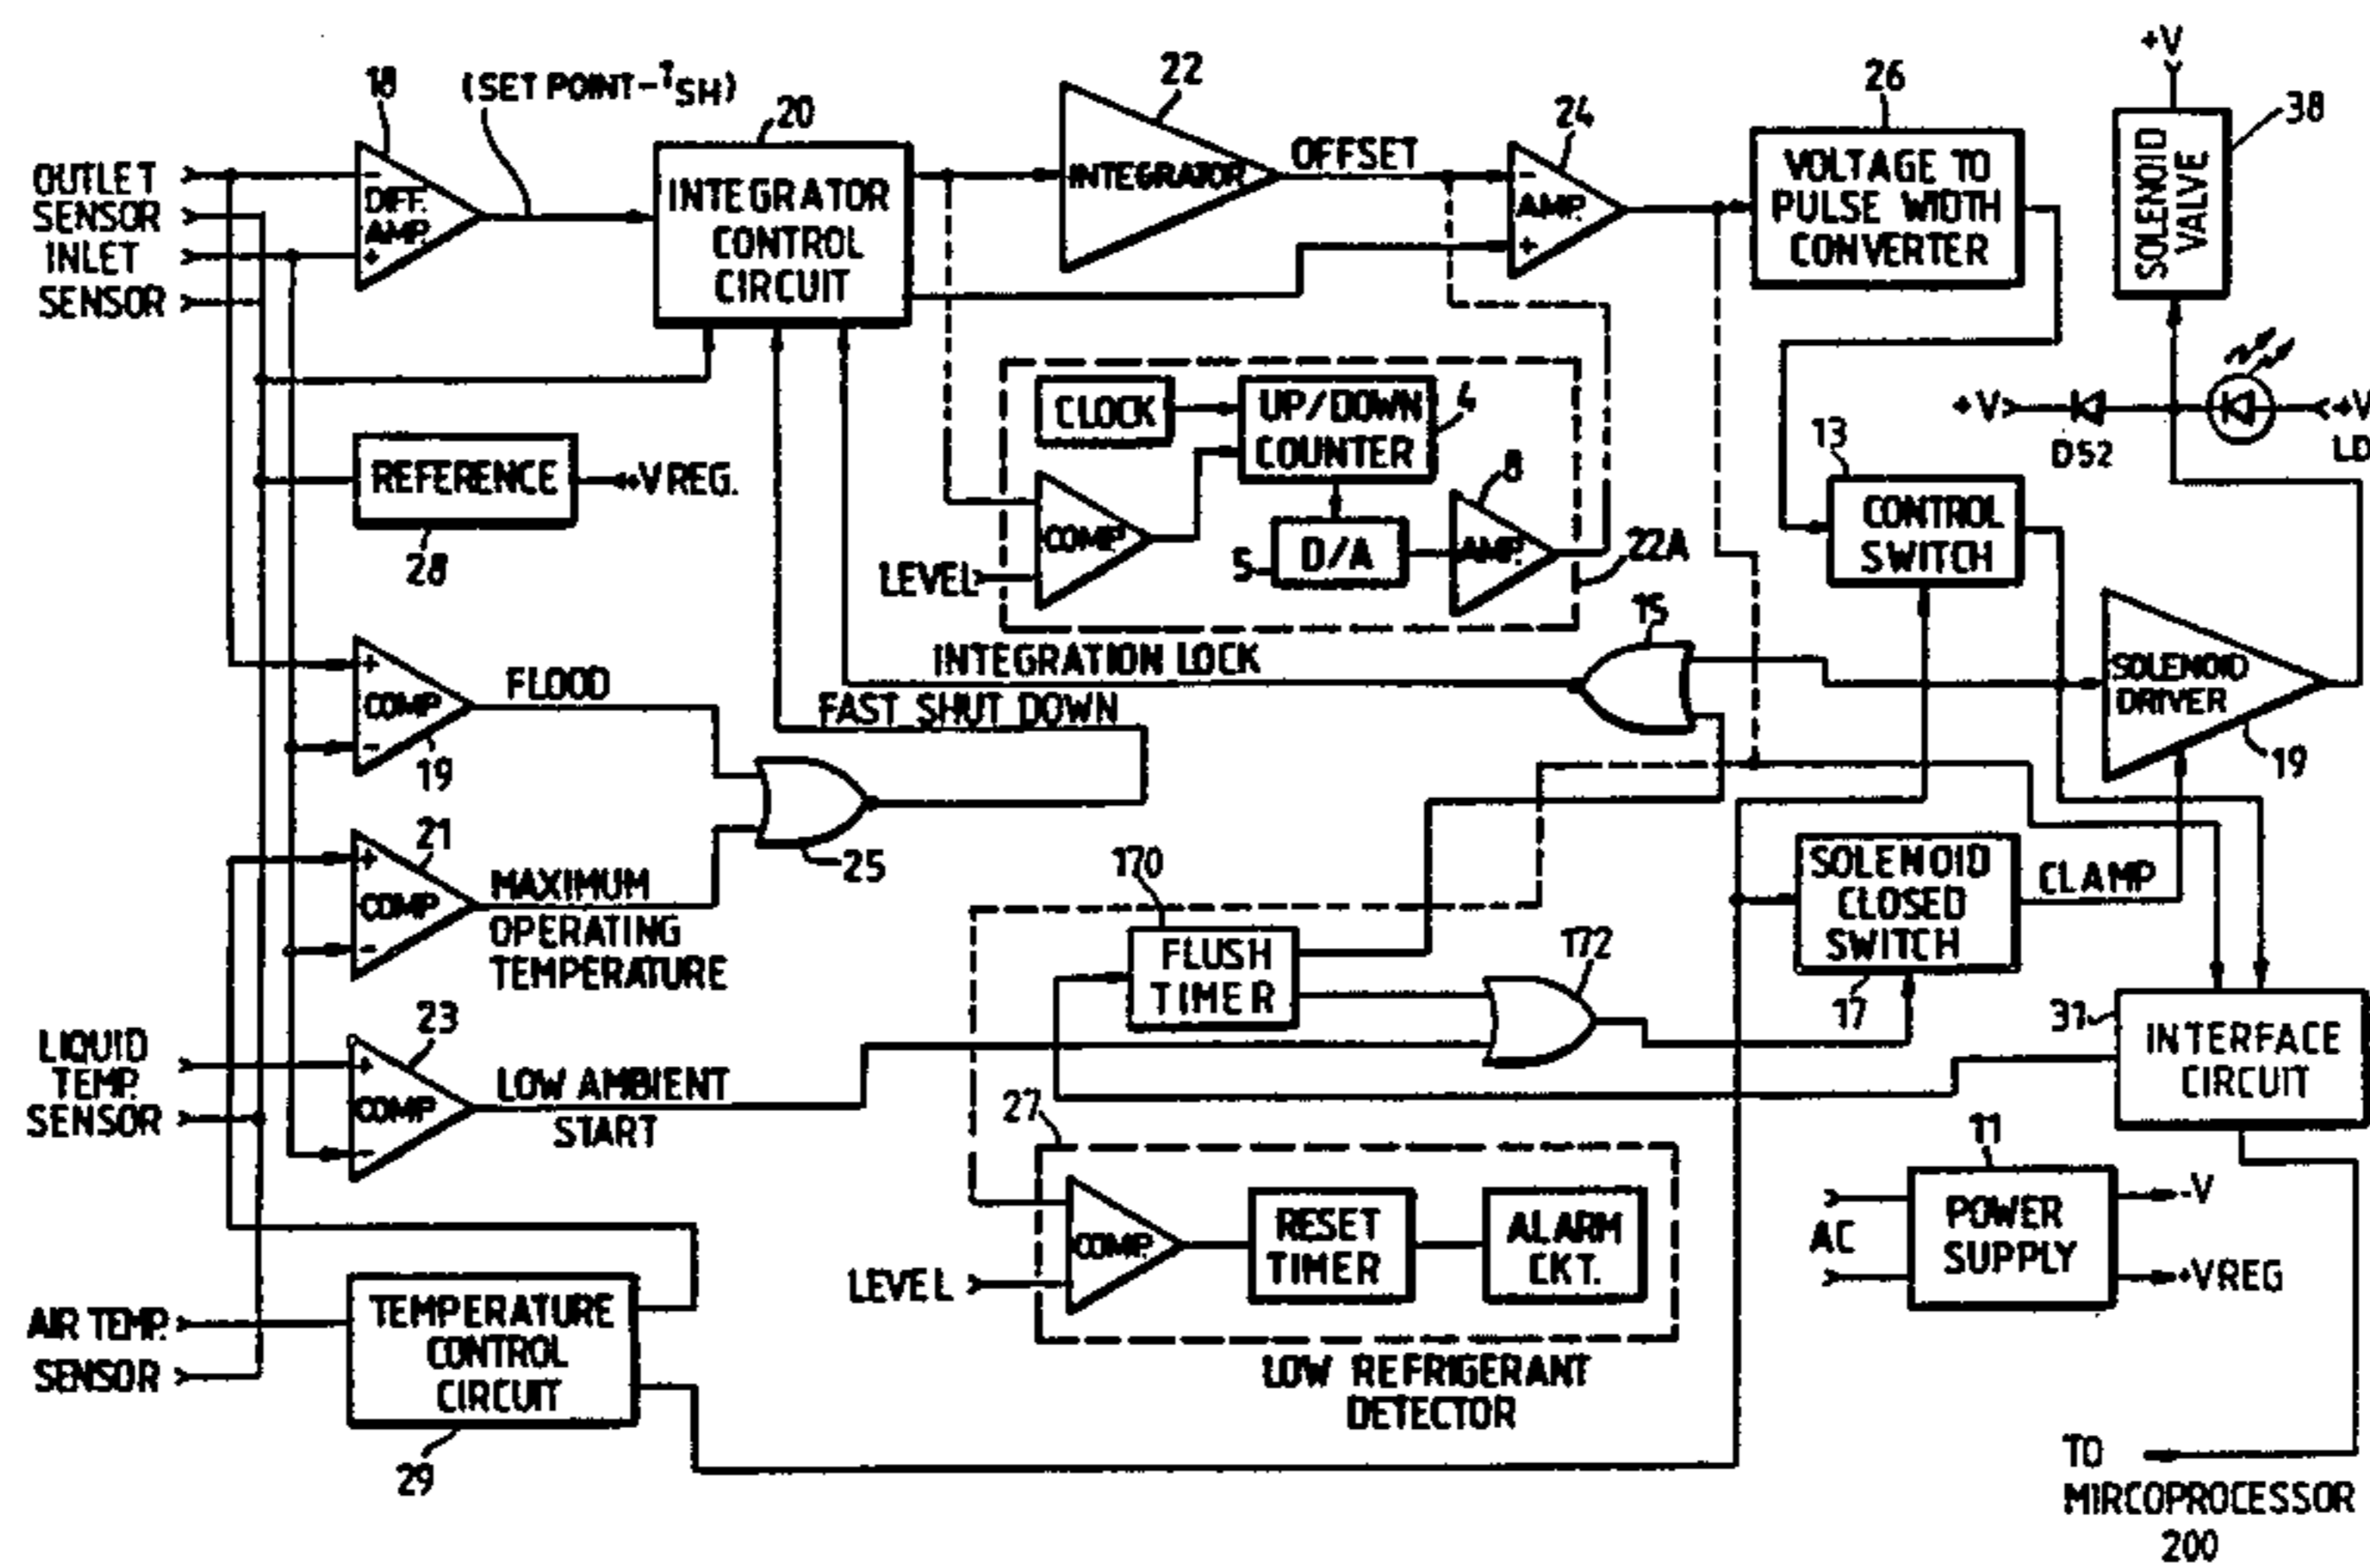 18
(SET POINT-TSH)
20
22
24
26
+V
38
OUTLET
SENSOR
INLET
SENSOR
-
DIFF.
AMP.
+
INTEGRATOR
CONTROL
CIRCUIT
INTEGRATOR
OFFSET
-
AMP.
+
VOLTAGE TO
PULSE WIDTH
CONVERTER
SOLENOID
VALVE
CLOCK
UP/DOWN
COUNTER
4
+V
D52
+V
LD
REFERENCE
+V REG.
28
COMP.
LEVEL
5
D/A
8
AMP.
22A
13
CONTROL
SWITCH
+
COMP.
-
19
FLOOD
INTEGRATION LOCK
FAST SHUT DOWN
15
SOLENOID
DRIVER
19
21
+
COMP.
-
MAXIMUM
OPERATING
TEMPERATURE
25
170
FLUSH
TIMER
172
SOLENOID
CLOSED
SWITCH
17
CLAMP
LIQUID
TEMP.
SENSOR
23
+
COMP.
-
LOW AMBIENT
START
31
INTERFACE
CIRCUIT
27
COMP.
LEVEL
RESET
TIMER
ALARM
CKT.
LOW REFRIGERANT
DETECTOR
11
AC
POWER
SUPPLY
-V
+VREG
AIR TEMP.
SENSOR
TEMPERATURE
CONTROL
CIRCUIT
29
TO
MIRCOPROCESSOR
200